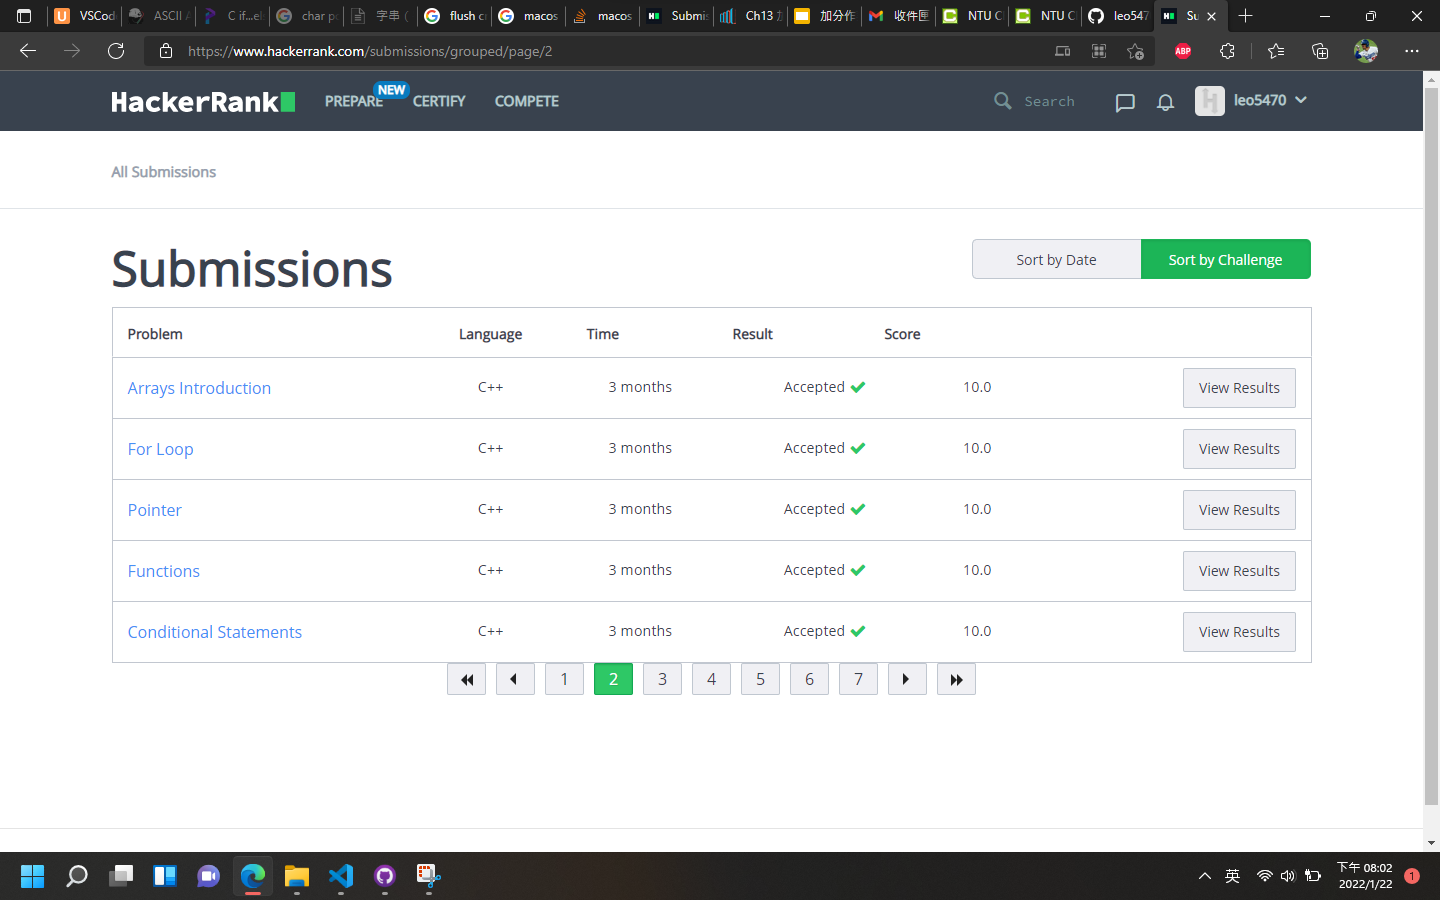 VSCod
ASCII
C if...el
char p
字串 (
flush c
macos
macos
Submis
Ch13 加
加分作
收件匣
NTU C
NTU C
leo547
Su
https://www.hackerrank.com/submissions/grouped/page/2
ABP
HackerRank
PREPARE
NEW
CERTIFY
COMPETE
Search
leo5470
All Submissions
Submissions
Sort by Date
Sort by Challenge
Problem Language Time Result Score
Arrays Introduction C++ 3 months Accepted 10.0 View Results
For Loop C++ 3 months Accepted 10.0 View Results
Pointer C++ 3 months Accepted 10.0 View Results
Functions C++ 3 months Accepted 10.0 View Results
Conditional Statements C++ 3 months Accepted 10.0 View Results
1 2 3 4 5 6 7
英
下午 08:02
2022/1/22
1